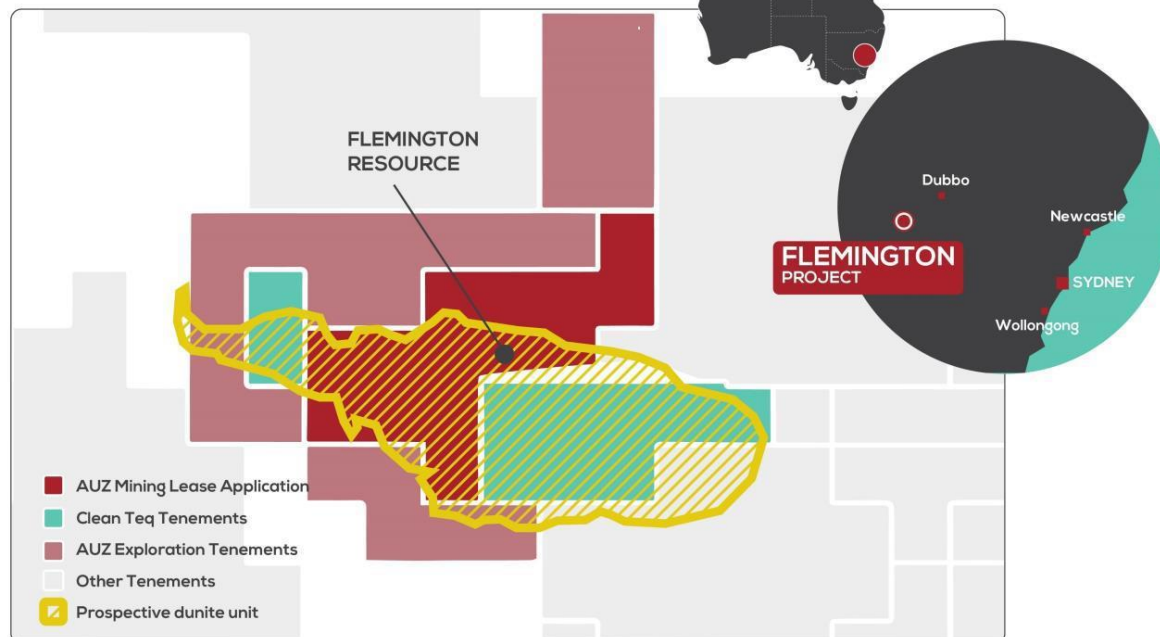 FLEMINGTON
RESOURCE
Dubbo
Newcastle
FLEMINGTON
PROJECT
SYDNEY
Wollongong
AUZ Mining Lease Application
Clean Teq Tenements
AUZ Exploration Tenements
Other Tenements
Prospective dunite unit